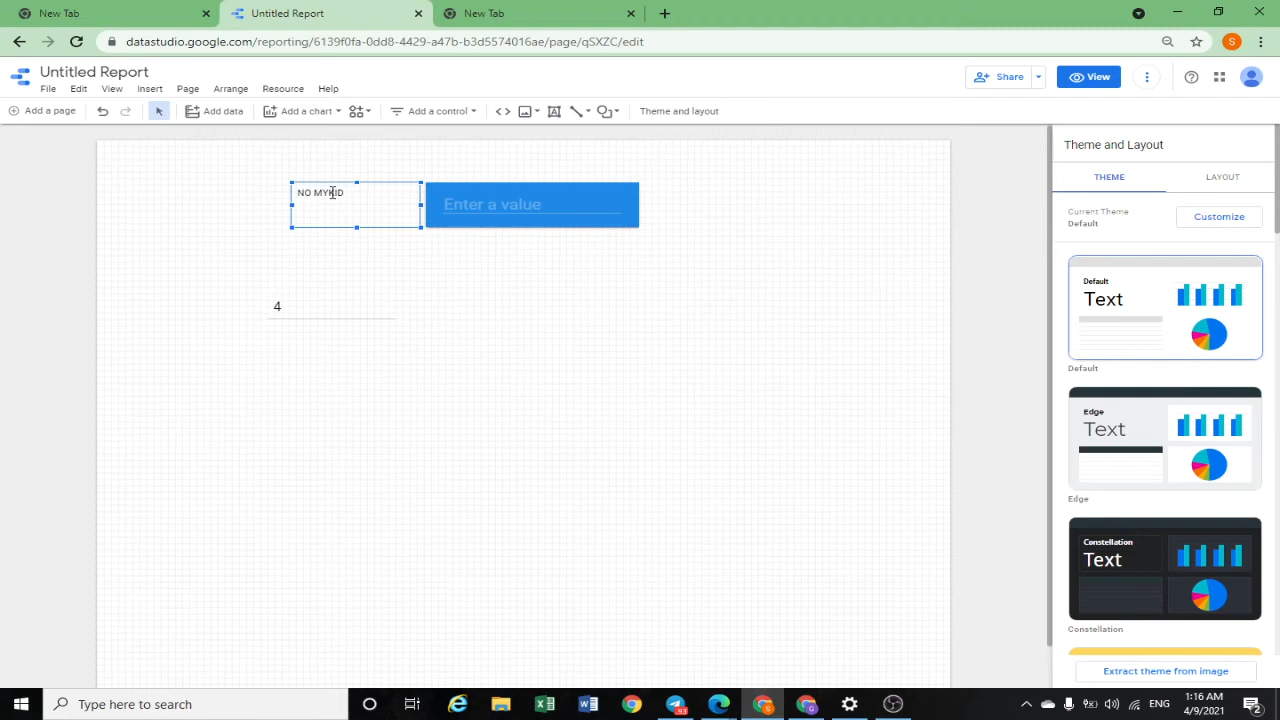 New Tab
Untitled Report
New Tab
datastudio.google.com/reporting/6139f0fa-0dd8-4429-a47b-b3d5574016ae/page/qSXZC/edit
S
Untitled Report
File Edit View Insert Page Arrange Resource Help
Share
View
Add a page
Add data
Add a chart
Add a control
Theme and layout
NO MYKID
Enter a value
4
Theme and Layout
THEME
LAYOUT
Current Theme
Default
Customize
Default
Text
Default
Edge
Text
Edge
Constellation
Text
Constellation
Extract theme from image
Type here to search
93
S
G
ENG
1:16 AM
4/9/2021
2